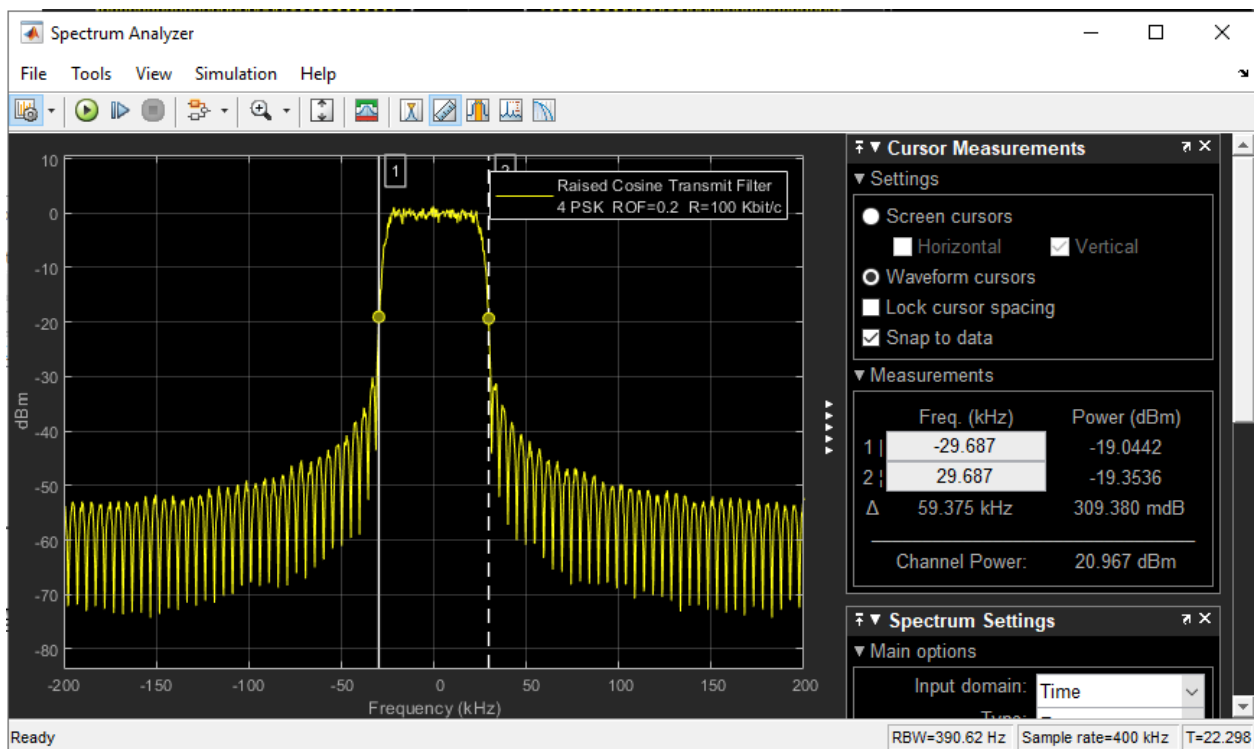 Spectrum Analyzer
File Tools View Simulation Help
10
0
-10
-20
-30
-40
-50
-60
-70
-80
dBm
-200 -150 -100 -50 0 50 100 150 200
Frequency (kHz)
1
2
Raised Cosine Transmit Filter
4 PSK ROF=0.2 R=100 Kbit/c
Cursor Measurements
Settings
Screen cursors
Horizontal Vertical
Waveform cursors
Lock cursor spacing
Snap to data
Measurements
Freq. (kHz) Power (dBm)
1 | -29.687 -19.0442
2 ¦ 29.687 -19.3536
Δ 59.375 kHz 309.380 mdB
Channel Power: 20.967 dBm
Spectrum Settings
Main options
Input domain: Time
Ready
RBW=390.62 Hz Sample rate=400 kHz T=22.298